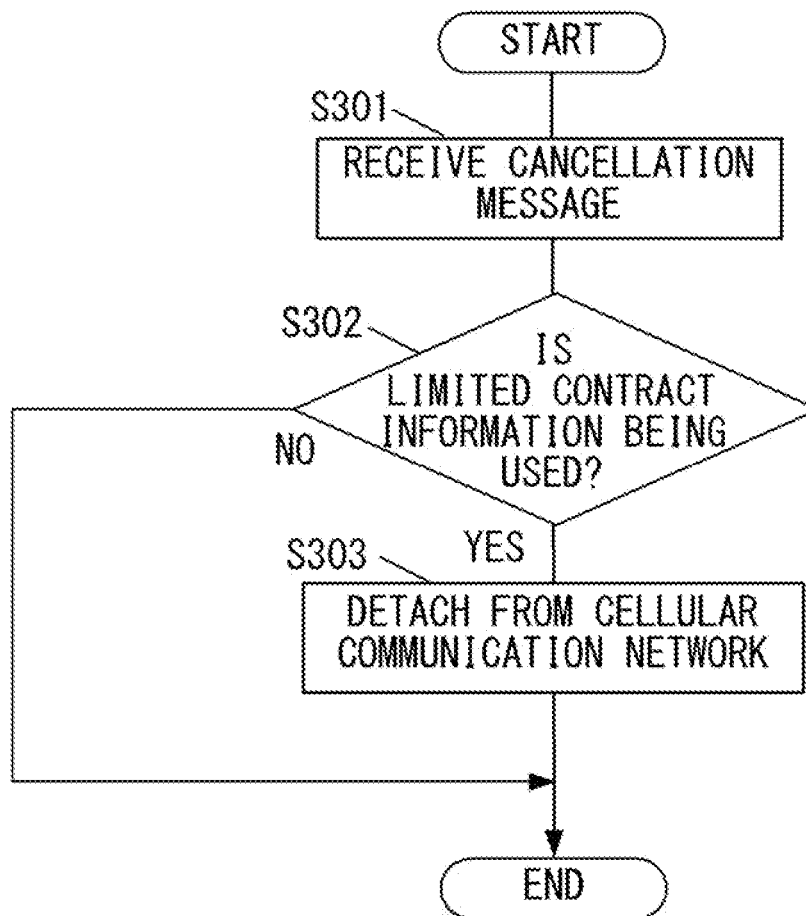 START
S301
RECEIVE CANCELLATION
MESSAGE
S302
IS
LIMITED CONTRACT
INFORMATION BEING
USED?
NO
YES
S303
DETACH FROM CELLULAR
COMMUNICATION NETWORK
END